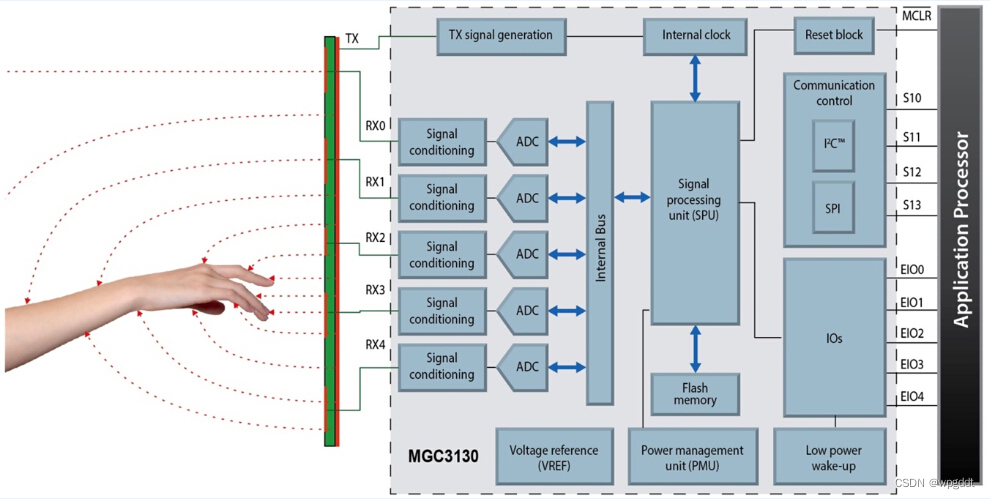 TX
TX signal generation
Internal clock
Reset block
MCLR
RX0
Signal
conditioning
ADC
RX1
Signal
conditioning
ADC
RX2
Signal
conditioning
ADC
RX3
Signal
conditioning
ADC
RX4
Signal
conditioning
ADC
Internal Bus
Signal
processing
unit (SPU)
Flash
memory
Communication
control
I²C™
SPI
S10
S11
S12
S13
IOs
EIO0
EIO1
EIO2
EIO3
EIO4
Application Processor
MGC3130
Voltage reference
(VREF)
Power management
unit (PMU)
Low power
wake-up
CSDN @wpgddt